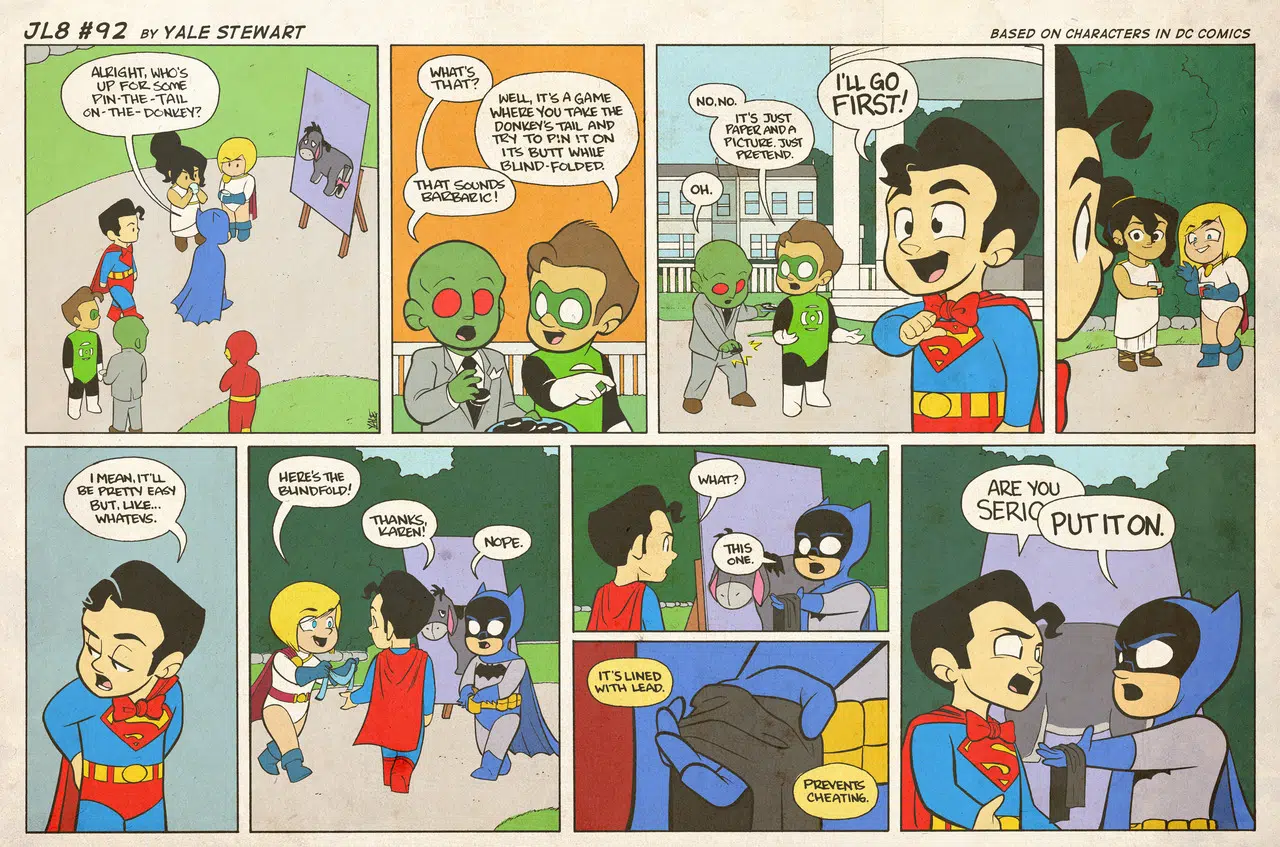 JL8 #92 BY YALE STEWART
BASED ON CHARACTERS IN DC COMICS
ALRIGHT, WHO'S
UP FOR SOME
PIN-THE-TAIL
ON-THE-DONKEY?
YALE
WHAT'S
THAT?
WELL, IT'S A GAME
WHERE YOU TAKE THE
DONKEY'S TAIL AND
TRY TO PIN IT ON
ITS BUTT WHILE
BLIND-FOLDED.
THAT SOUNDS
BARBARIC!
NO, NO.
IT'S JUST
PAPER AND A
PICTURE. JUST
PRETEND.
OH.
I'LL GO
FIRST!
I MEAN, IT'LL
BE PRETTY EASY
BUT, LIKE...
WHATEVS.
HERE'S THE
BLINDFOLD!
THANKS,
KAREN!
NOPE.
WHAT?
THIS
ONE.
IT'S LINED
WITH LEAD.
PREVENTS
CHEATING.
ARE YOU
SERIO
PUT IT ON.